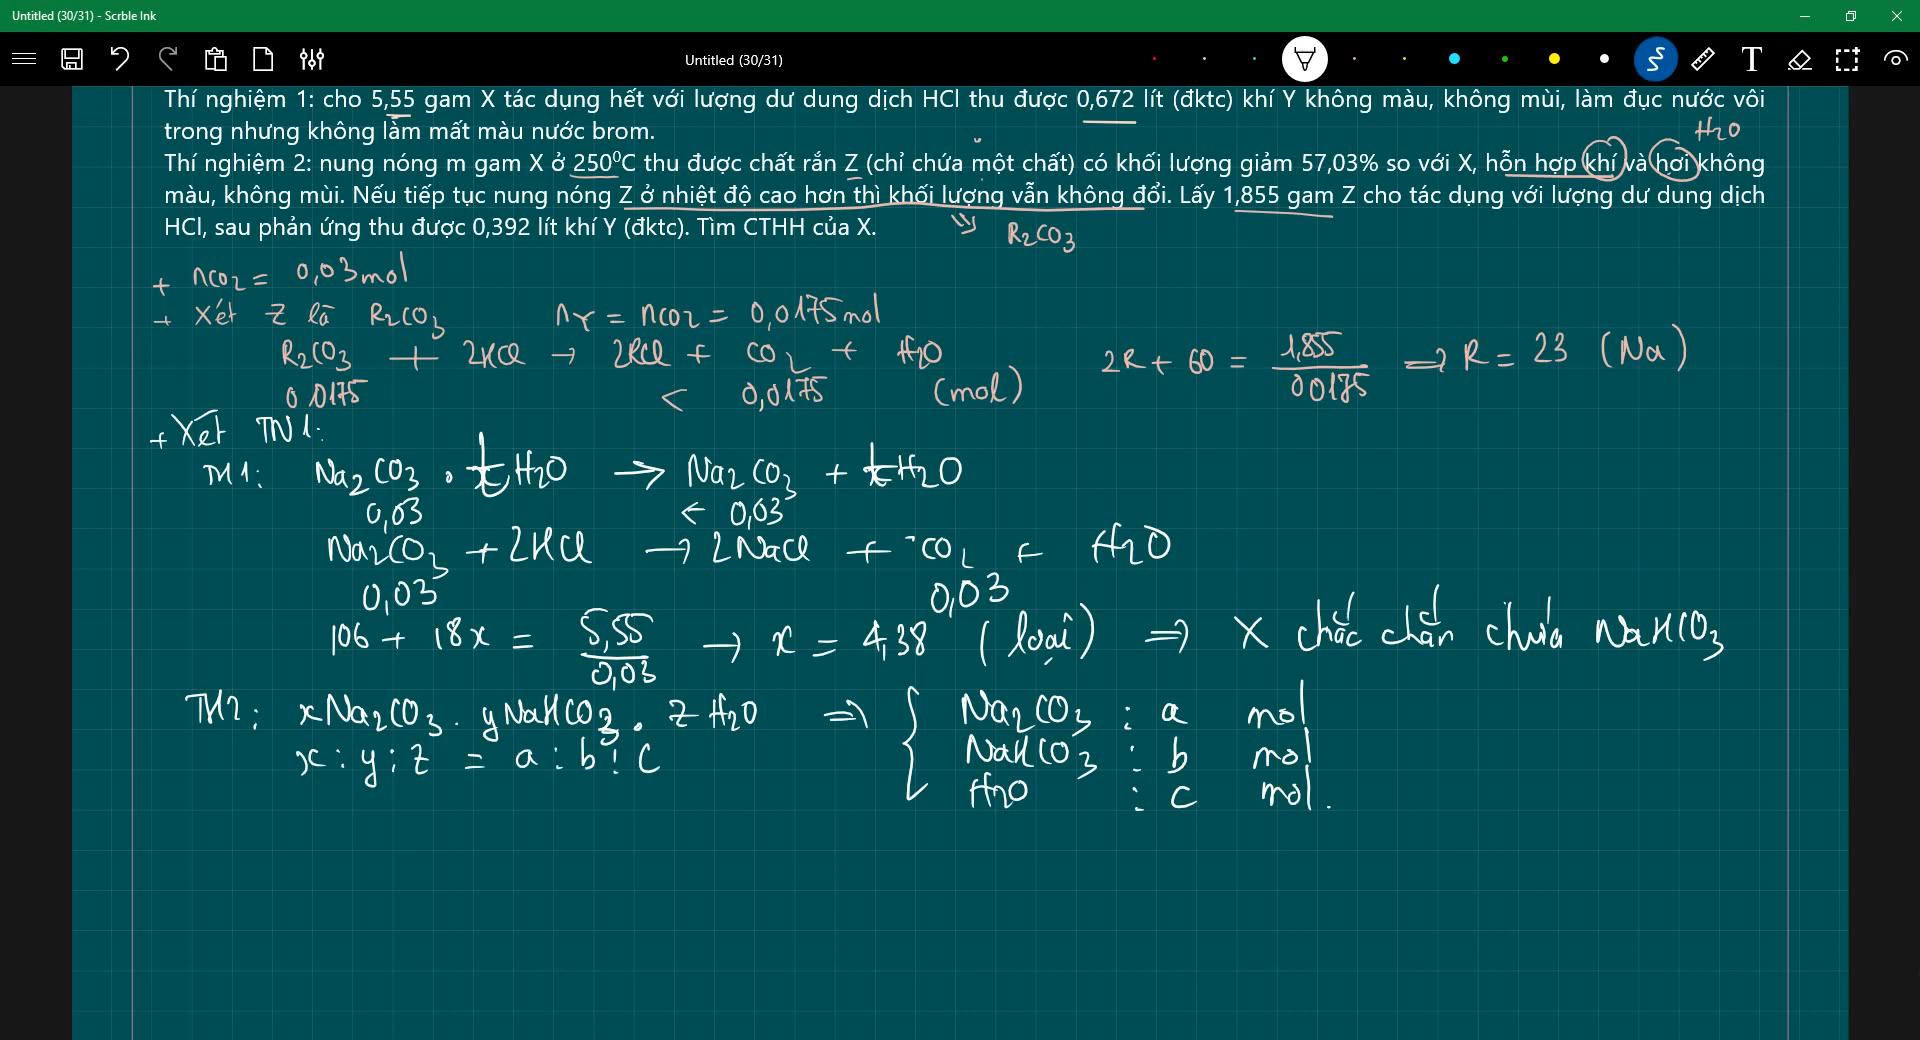 Untitled (30/31) - Scrble Ink
Untitled (30/31)
T
Thí nghiệm 1: cho 5,55 gam X tác dụng hết với lượng dư dung dịch HCl thu được 0,672 lít (đktc) khí Y không màu, không mùi, làm đục nước vôi
trong nhưng không làm mất màu nước brom.
H₂O
Thí nghiệm 2: nung nóng m gam X ở 250⁰C thu được chất rắn Z (chỉ chứa một chất) có khối lượng giảm 57,03% so với X, hỗn hợp khí và hơi không
màu, không mùi. Nếu tiếp tục nung nóng Z ở nhiệt độ cao hơn thì khối lượng vẫn không đổi. Lấy 1,855 gam Z cho tác dụng với lượng dư dung dịch
HCl, sau phản ứng thu được 0,392 lít khí Y (đktc). Tìm CTHH của X.
R₂CO₃
+ nCO₂ = 0,03 mol
+ Xét Z là R₂CO₃ nY = nCO₂ = 0,0175 mol
R₂CO₃ + 2HCl → 2RCl + CO₂ + H₂O
0,0175 < 0,0175 (mol)
2R + 60 = 1,855 / 0,0175 ⇒ R = 23 (Na)
+ Xét TN1:
TH1: Na₂CO₃ . tH₂O → Na₂CO₃ + tH₂O
0,03 ← 0,03
Na₂CO₃ + 2HCl → 2NaCl + CO₂ + H₂O
0,03 0,03
106 + 18x = 5,55 / 0,03 → x = 4,38 (loại) ⇒ X chắc chắn chứa NaHCO₃
TH2: xNa₂CO₃ . yNaHCO₃ . zH₂O ⇒ { Na₂CO₃ : a mol
x : y : z = a : b : c NaHCO₃ : b mol
H₂O : c mol.